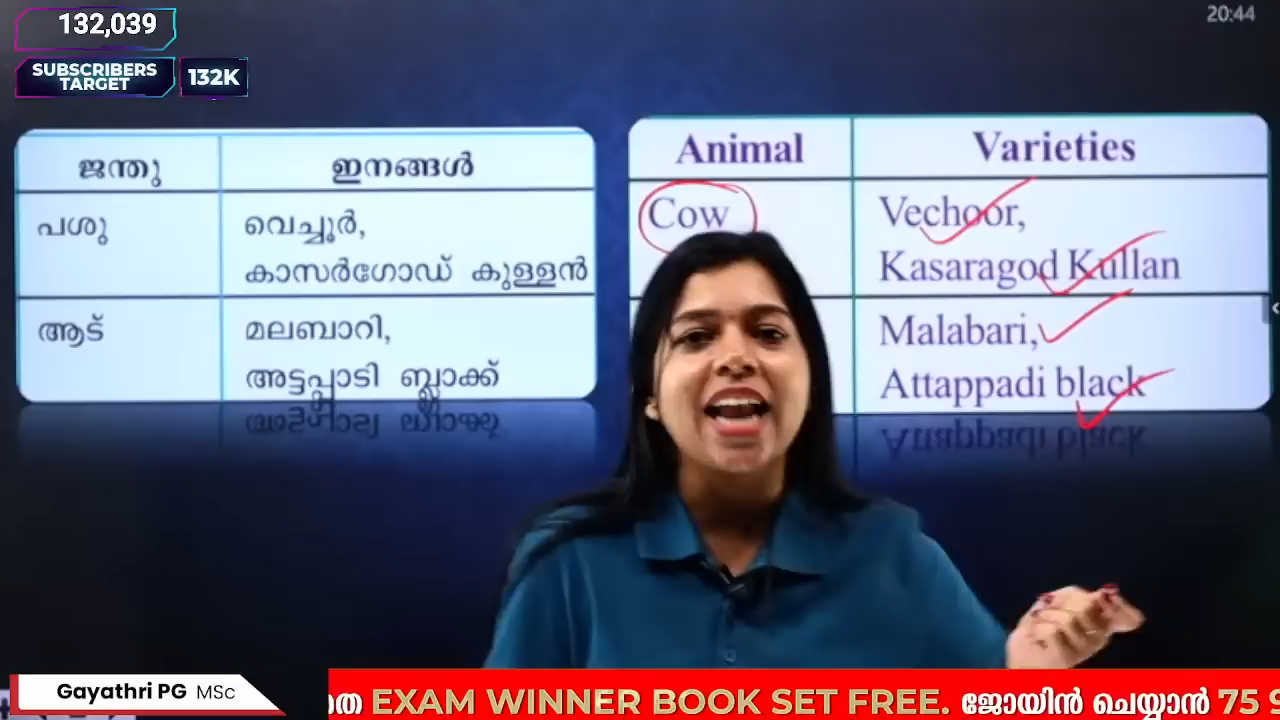 132,039
SUBSCRIBERS
TARGET
132K
20:44
ജന്തു
ഇനങ്ങൾ
പശു
വെച്ചൂർ,
കാസർഗോഡ് കുള്ളൻ
ആട്
മലബാറി,
അട്ടപ്പാടി ബ്ലാക്ക്
Animal
Varieties
Cow
Vechoor,
Kasaragod Kullan
Malabari,
Attappadi black
Gayathri PG MSc
EXAM WINNER BOOK SET FREE. ജോയിൻ ചെയ്യാൻ 75